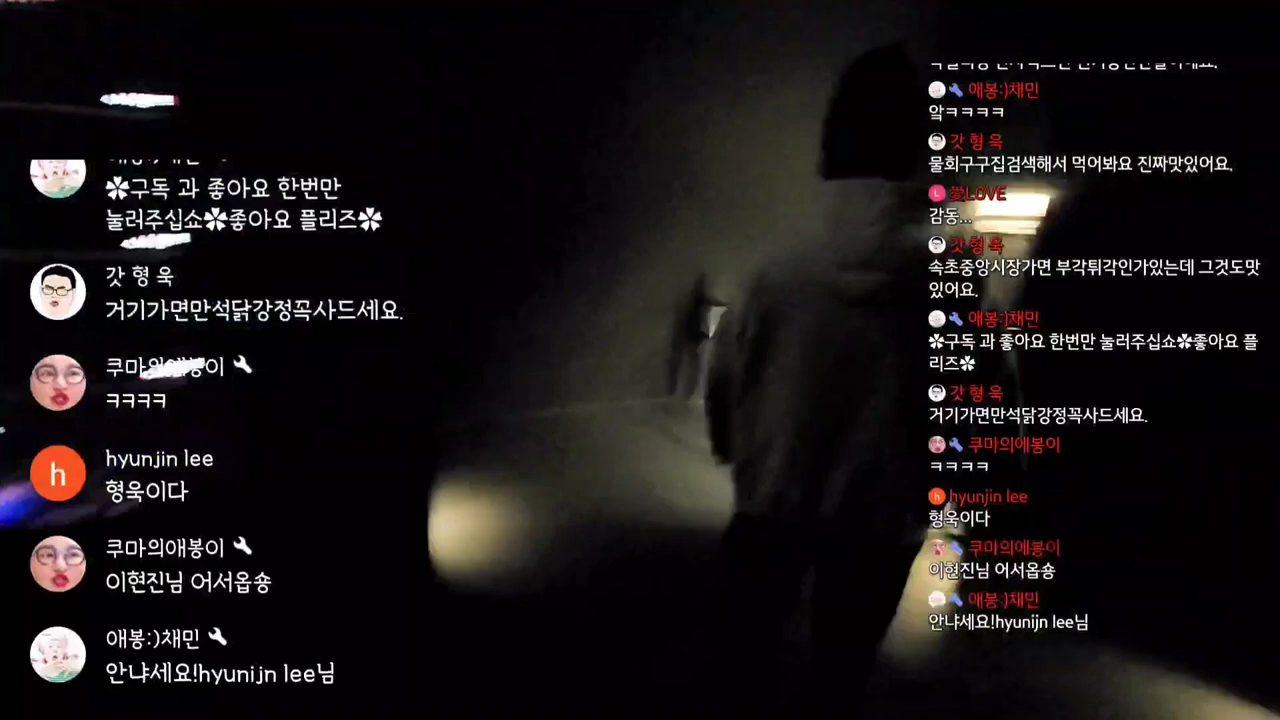 ✽구독 과 좋아요 한번만
눌러주십쇼✽좋아요 플리즈✽
갓 형 욱
거기가면만석닭강정꼭사드세요.
쿠마의애봉이
ㅋㅋㅋㅋ
h
hyunjin lee
형욱이다
쿠마의애봉이
이현진님 어서옵숑
애봉:)채민
안냐세요!hyunijn lee님
애봉:)채민
앜ㅋㅋㅋㅋ
갓 형 욱
물회구구집검색해서 먹어봐요 진짜맛있어요.
L
愛LOVE
감동...
갓 형 욱
속초중앙시장가면 부각튀각인가있는데 그것도맛
있어요.
애봉:)채민
✽구독 과 좋아요 한번만 눌러주십쇼✽좋아요 플
리즈✽
갓 형 욱
거기가면만석닭강정꼭사드세요.
쿠마의애봉이
ㅋㅋㅋㅋ
h hyunjin lee
형욱이다
쿠마의애봉이
이현진님 어서옵숑
애봉:)채민
안냐세요!hyunijn lee님